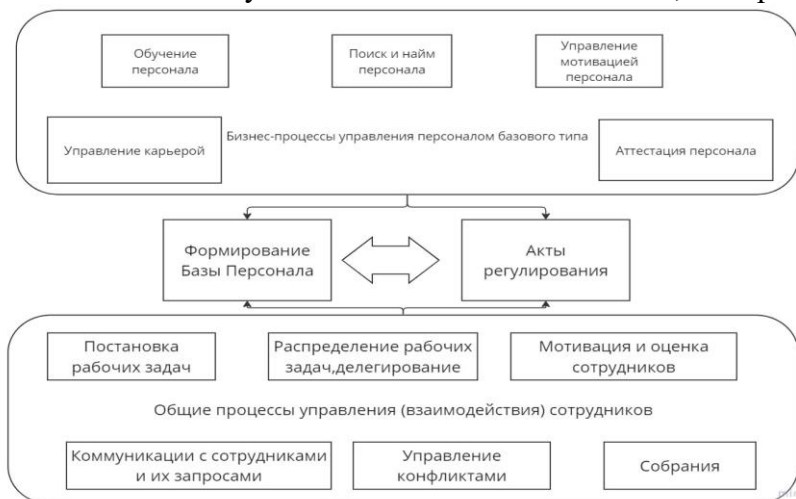 Обучение
персонала
Поиск и найм
персонала
Управление
мотивацией
персонала
Управление карьерой
Бизнес-процессы управления персоналом базового типа
Аттестация персонала
Формирование
Базы Персонала
Акты
регулирования
Постановка
рабочих задач
Распределение рабочих
задач,делегирование
Мотивация и оценка
сотрудников
Общие процессы управления (взаимодействия) сотрудников
Коммуникации с сотрудниками
и их запросами
Управление
конфликтами
Собрания